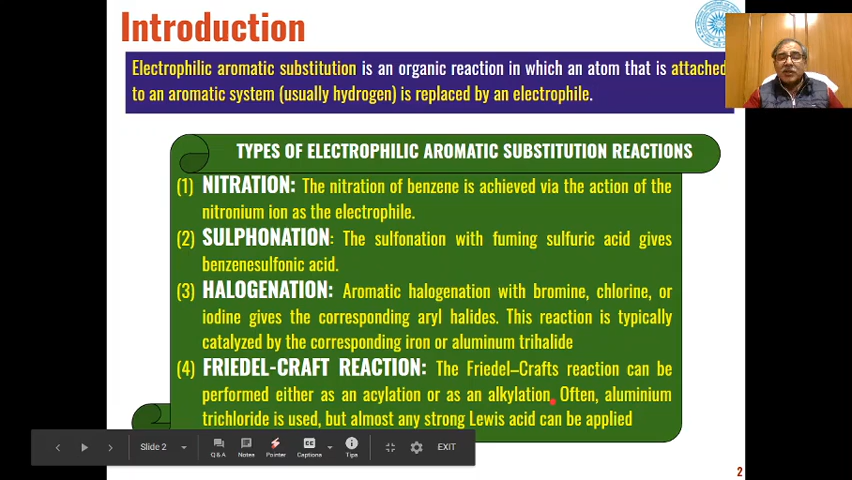 Introduction
Electrophilic aromatic substitution is an organic reaction in which an atom that is attached
to an aromatic system (usually hydrogen) is replaced by an electrophile.
TYPES OF ELECTROPHILIC AROMATIC SUBSTITUTION REACTIONS
(1) NITRATION: The nitration of benzene is achieved via the action of the
nitronium ion as the electrophile.
(2) SULPHONATION: The sulfonation with fuming sulfuric acid gives
benzenesulfonic acid.
(3) HALOGENATION: Aromatic halogenation with bromine, chlorine, or
iodine gives the corresponding aryl halides. This reaction is typically
catalyzed by the corresponding iron or aluminum trihalide
(4) FRIEDEL-CRAFT REACTION: The Friedel–Crafts reaction can be
performed either as an acylation or as an alkylation. Often, aluminium
trichloride is used, but almost any strong Lewis acid can be applied
Slide 2
Q&A
Notes
Pointer
Captions
Tips
EXIT
2